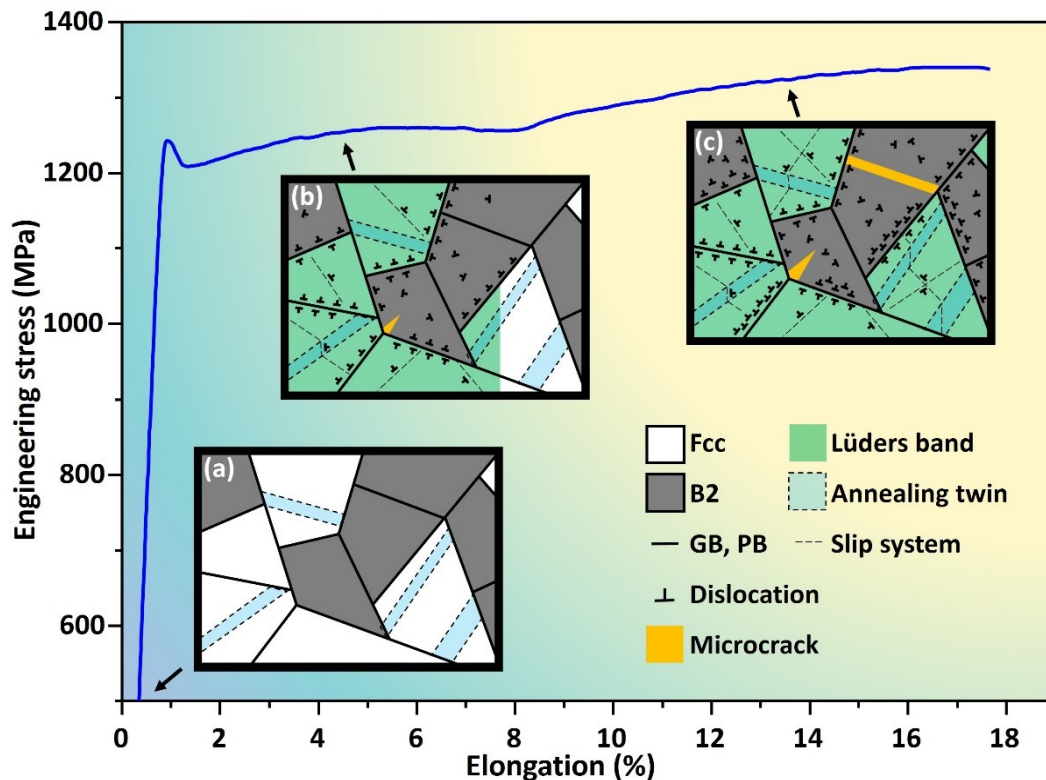 1400
1200
1000
800
600
Engineering stress (MPa)
0 2 4 6 8 10 12 14 16 18
Elongation (%)
(a)
(b)
(c)
Fcc
B2
GB, PB
Dislocation
Microcrack
Lüders band
Annealing twin
Slip system